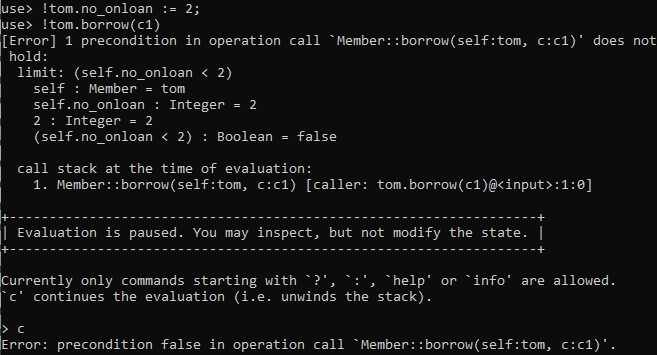 use> !tom.no_onloan := 2;
use> !tom.borrow(c1)
[Error] 1 precondition in operation call `Member::borrow(self:tom, c:c1)' does not
 hold:
  limit: (self.no_onloan < 2)
    self : Member = tom
    self.no_onloan : Integer = 2
    2 : Integer = 2
    (self.no_onloan < 2) : Boolean = false
  call stack at the time of evaluation:
    1. Member::borrow(self:tom, c:c1) [caller: tom.borrow(c1)@<input>:1:0]
+------------------------------------------------------------------+
| Evaluation is paused. You may inspect, but not modify the state. |
+------------------------------------------------------------------+
Currently only commands starting with `?', `:', `help' or `info' are allowed.
`c' continues the evaluation (i.e. unwinds the stack).
> c
Error: precondition false in operation call `Member::borrow(self:tom, c:c1)'.